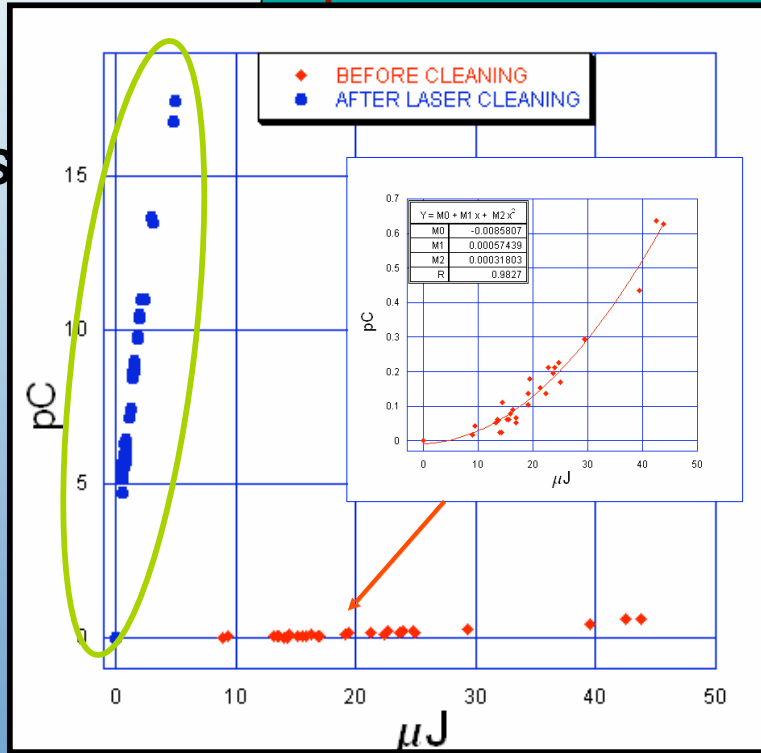 BEFORE CLEANING
AFTER LASER CLEANING
s
15
10
5
0
pC
0 10 20 30 40 50
μJ
0.7
0.6
0.5
0.4
0.3
0.2
0.1
0
pC
Y = M0 + M1 x + M2 x²
M0 -0.0085807
M1 0.00057439
M2 0.00031803
R 0.9827
0 10 20 30 40 50
μJ